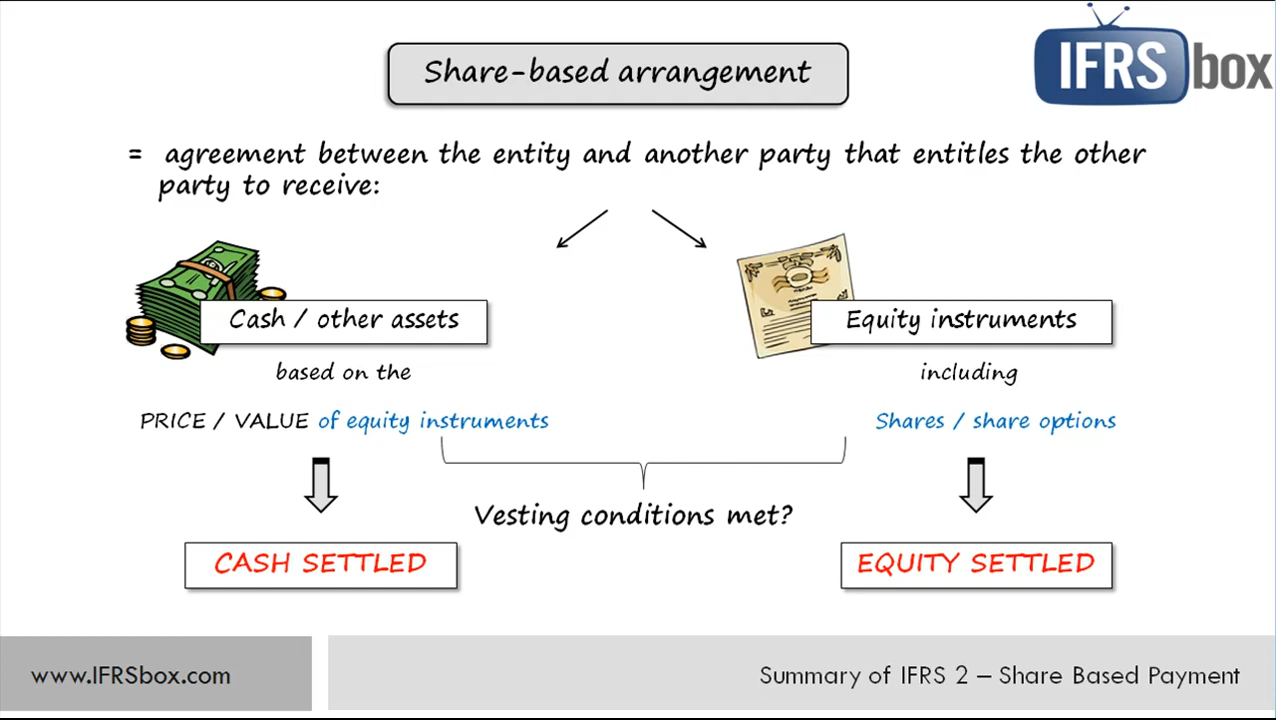 IFRS box
Share-based arrangement
= agreement between the entity and another party that entitles the other
party to receive:
Cash / other assets
based on the
PRICE / VALUE of equity instruments
Equity instruments
including
Shares / share options
Vesting conditions met?
CASH SETTLED
EQUITY SETTLED
www.IFRSbox.com
Summary of IFRS 2 – Share Based Payment